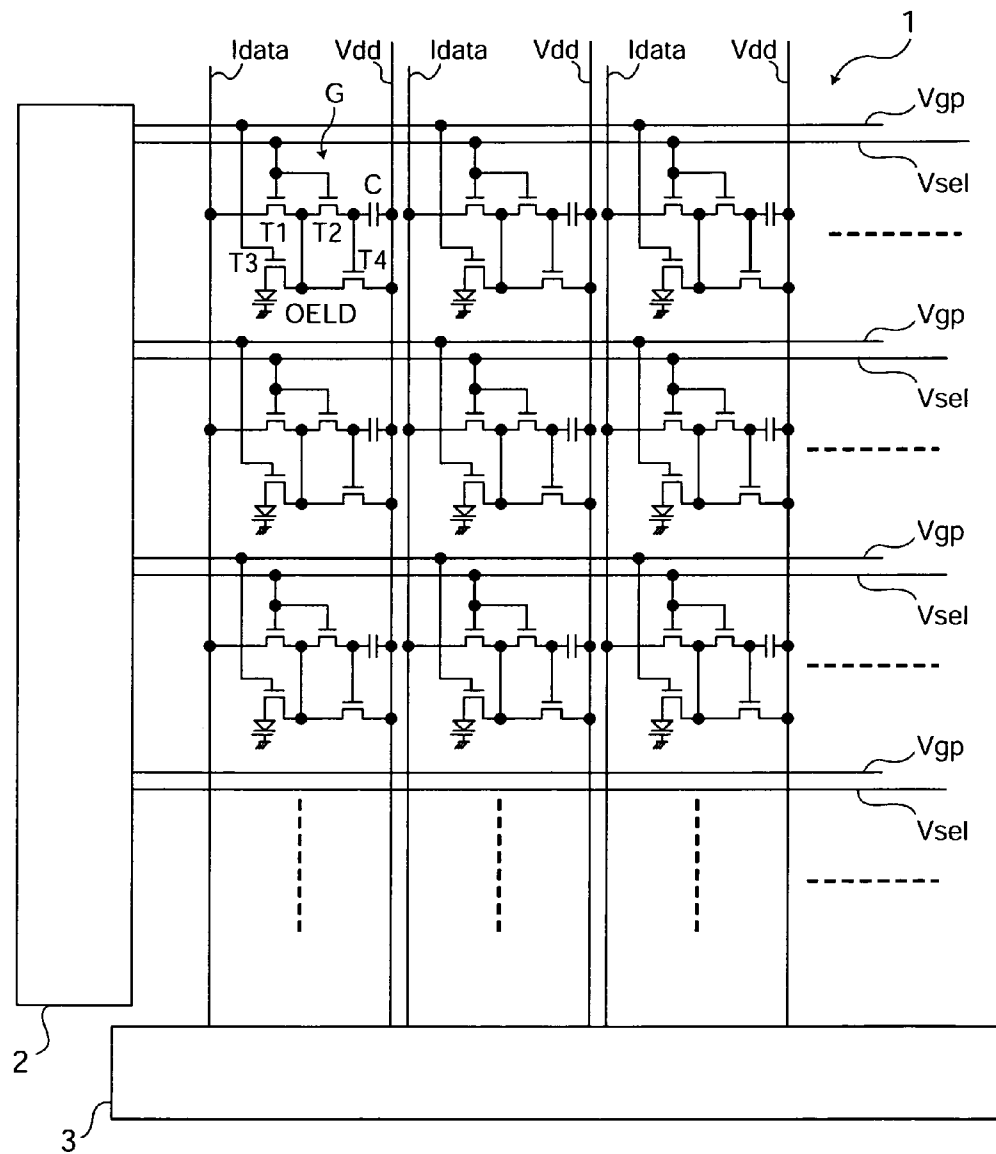 1
Idata Vdd Idata Vdd Idata Vdd
Vgp
G
Vsel
C
T1 T2
T3 T4
OELD
Vgp
Vsel
Vgp
Vsel
Vgp
Vsel
2
3